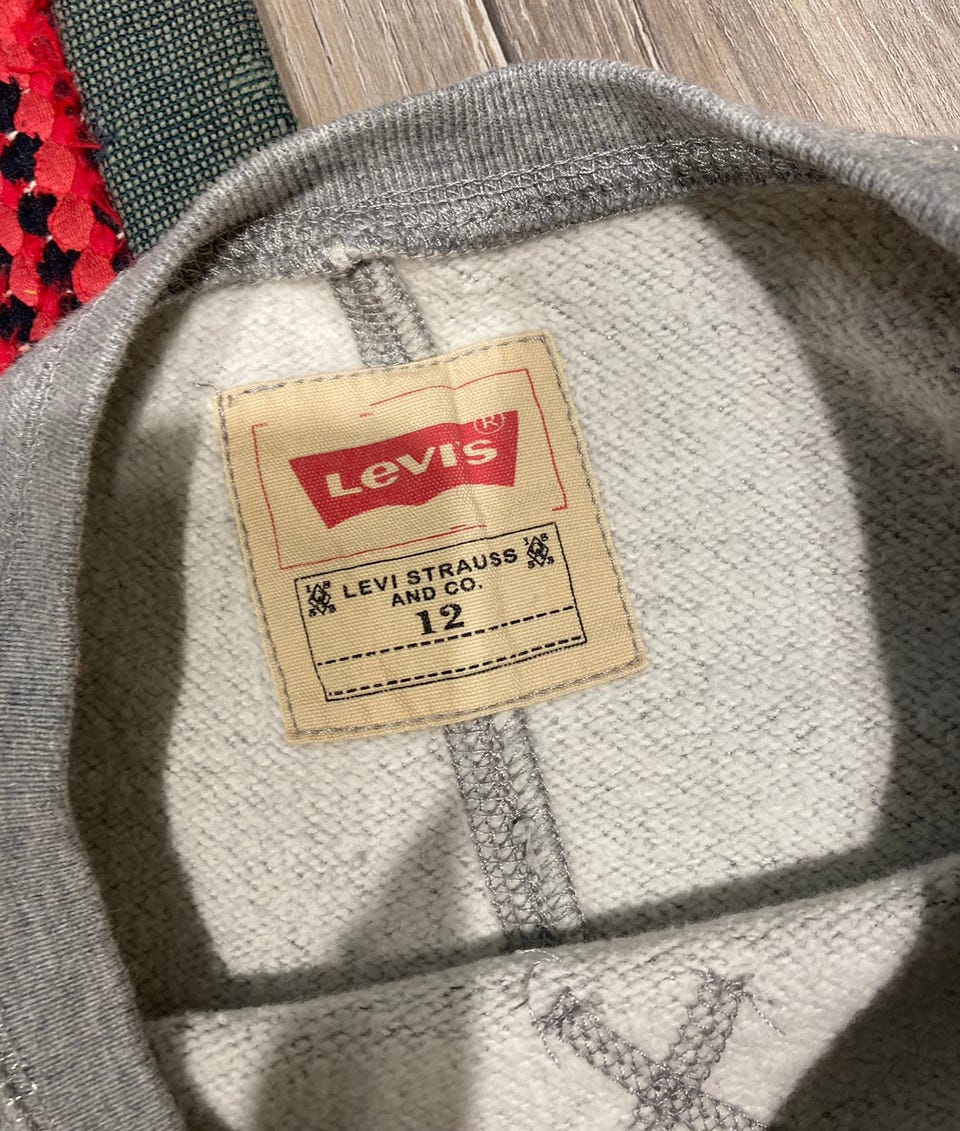 Levi's ®
LEVI STRAUSS
AND CO.
12